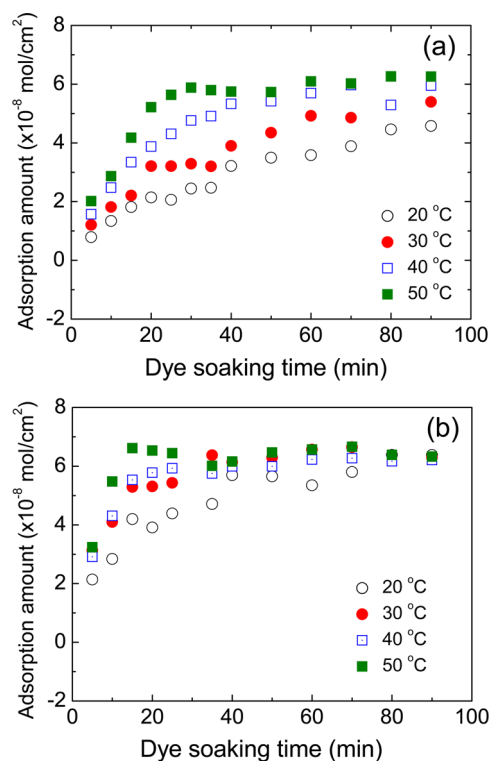 (a)
Adsorption amount (x10⁻⁸ mol/cm²)
8
6
4
2
0
-2
20 °C
30 °C
40 °C
50 °C
0 20 40 60 80 100
Dye soaking time (min)
(b)
Adsorption amount (x10⁻⁸ mol/cm²)
8
6
4
2
0
-2
20 °C
30 °C
40 °C
50 °C
0 20 40 60 80 100
Dye soaking time (min)